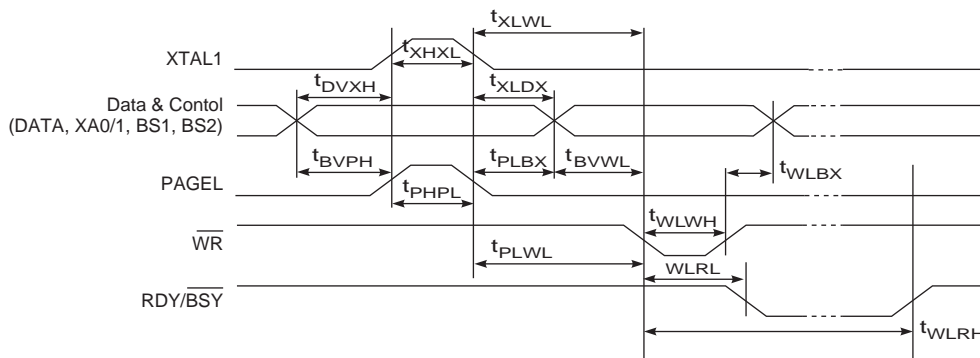 tXLWL
XTAL1
tXHXL
tDVXH
tXLDX
Data & Contol
(DATA, XA0/1, BS1, BS2)
tBVPH
tPLBX
tBVWL
tWLBX
PAGEL
tPHPL
tWLWH
WR
tPLWL
WLRL
RDY/BSY
tWLRH